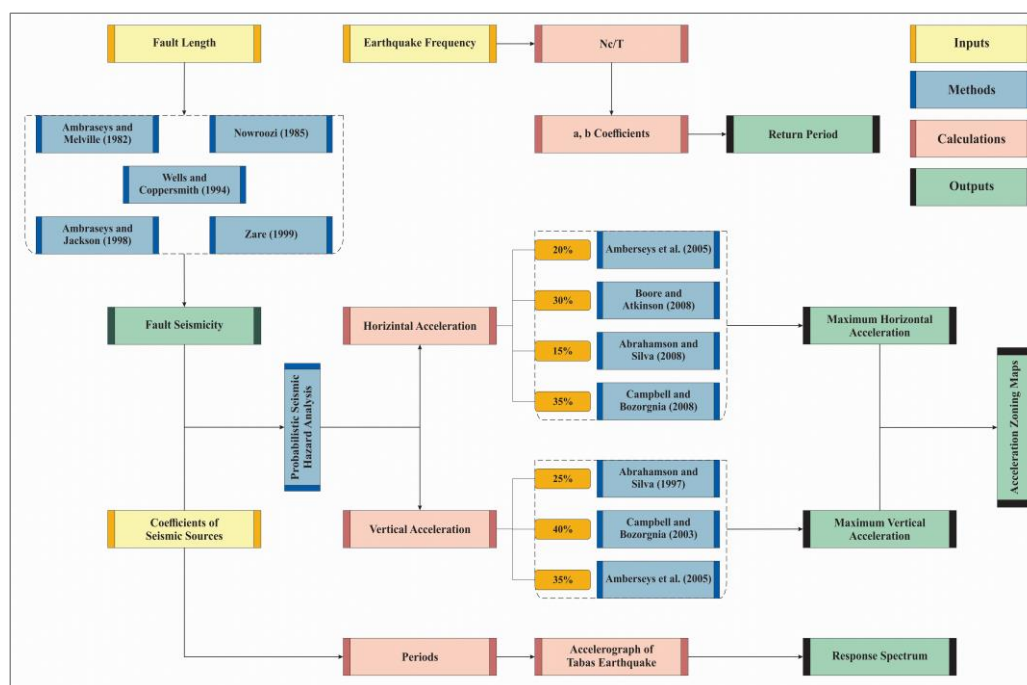 Fault Length
Earthquake Frequency
Nc/T
Inputs
Methods
Calculations
Outputs
Ambraseys and
Melville (1982)
Nowroozi (1985)
Wells and
Coppersmith (1994)
Ambraseys and
Jackson (1998)
Zare (1999)
a, b Coefficients
Return Period
Fault Seismicity
Probabilistic Seismic
Hazard Analysis
Coefficients of
Seismic Sources
Horizintal Acceleration
20%
Amberseys et al. (2005)
30%
Boore and
Atkinson (2008)
15%
Abrahamson and
Silva (2008)
35%
Campbell and
Bozorgnia (2008)
Maximum Horizontal
Acceleration
Vertical Acceleration
25%
Abrahamson and
Silva (1997)
40%
Campbell and
Bozorgnia (2003)
35%
Amberseys et al. (2005)
Maximum Vertical
Acceleration
Acceleration Zoning Maps
Periods
Accelerograph of
Tabas Earthquake
Response Spectrum